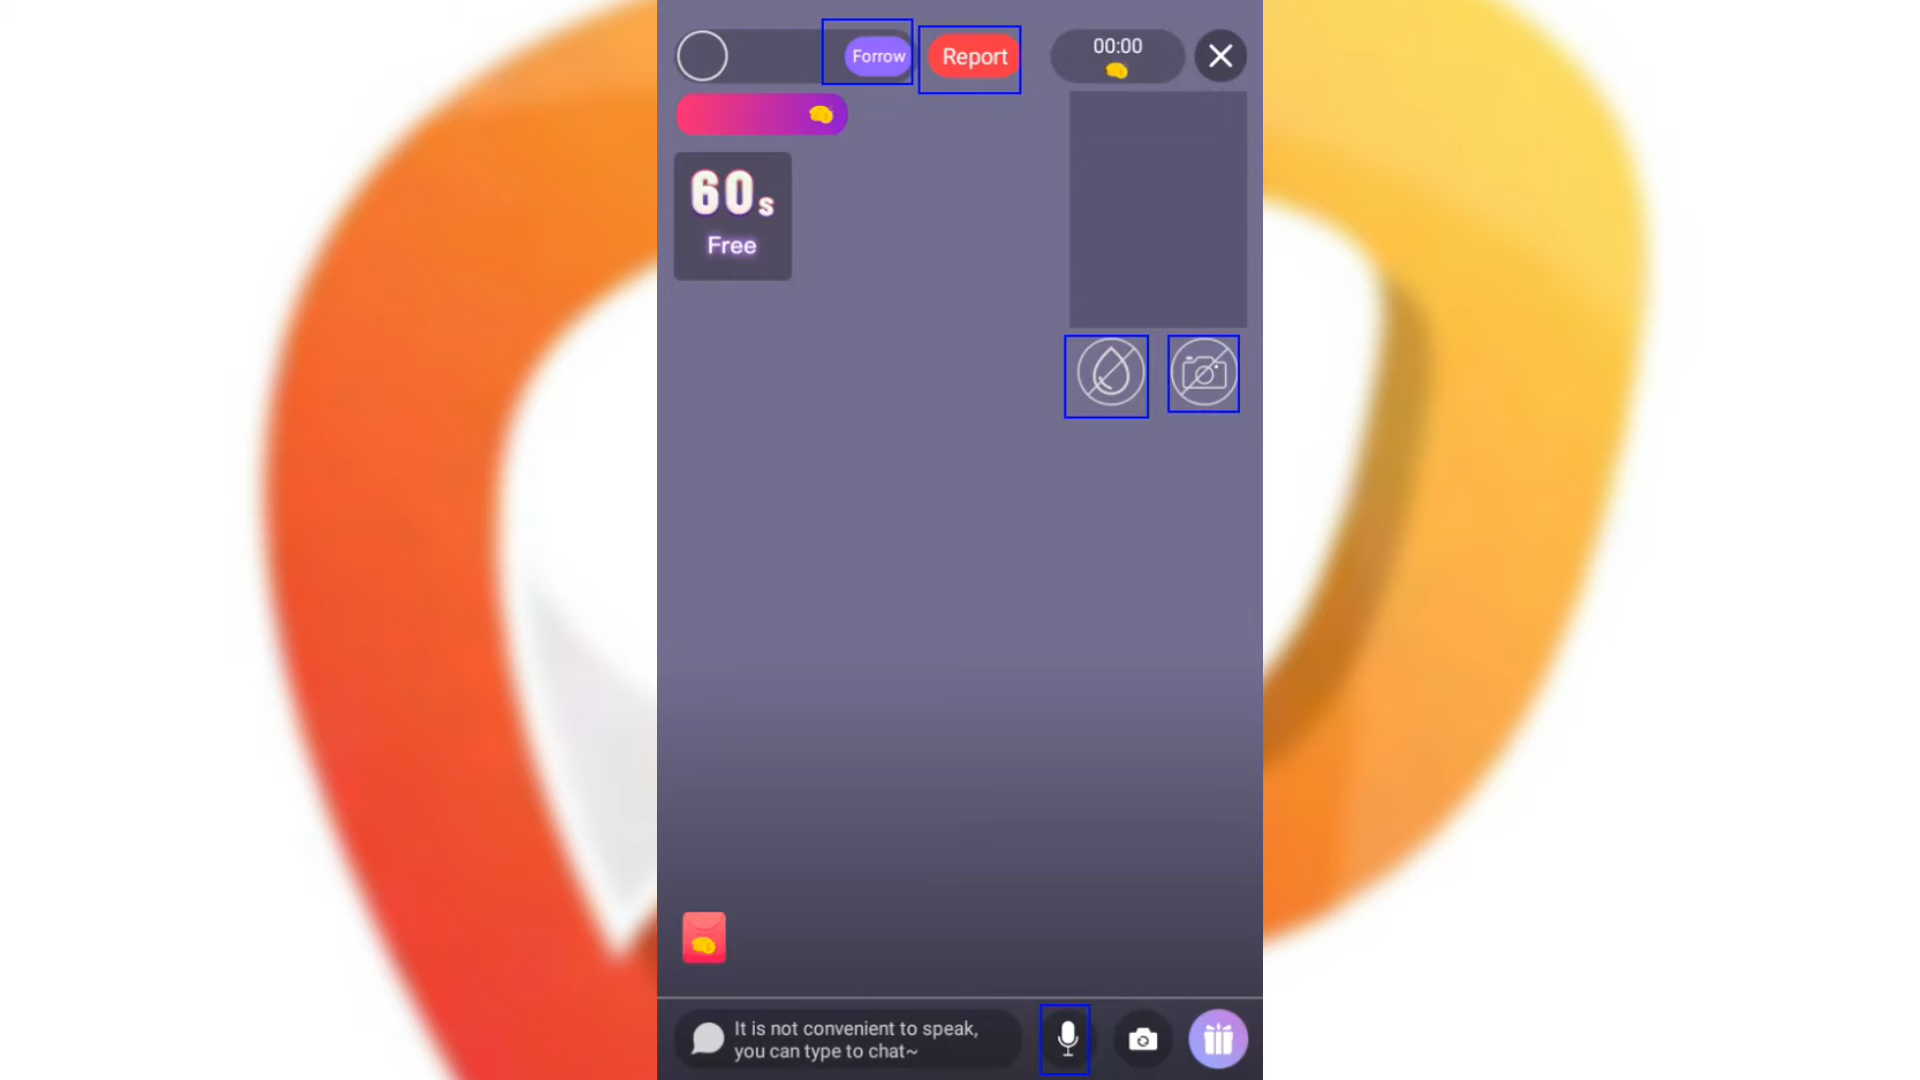 Forrow
Report
00:00
60s
Free
It is not convenient to speak,
you can type to chat~